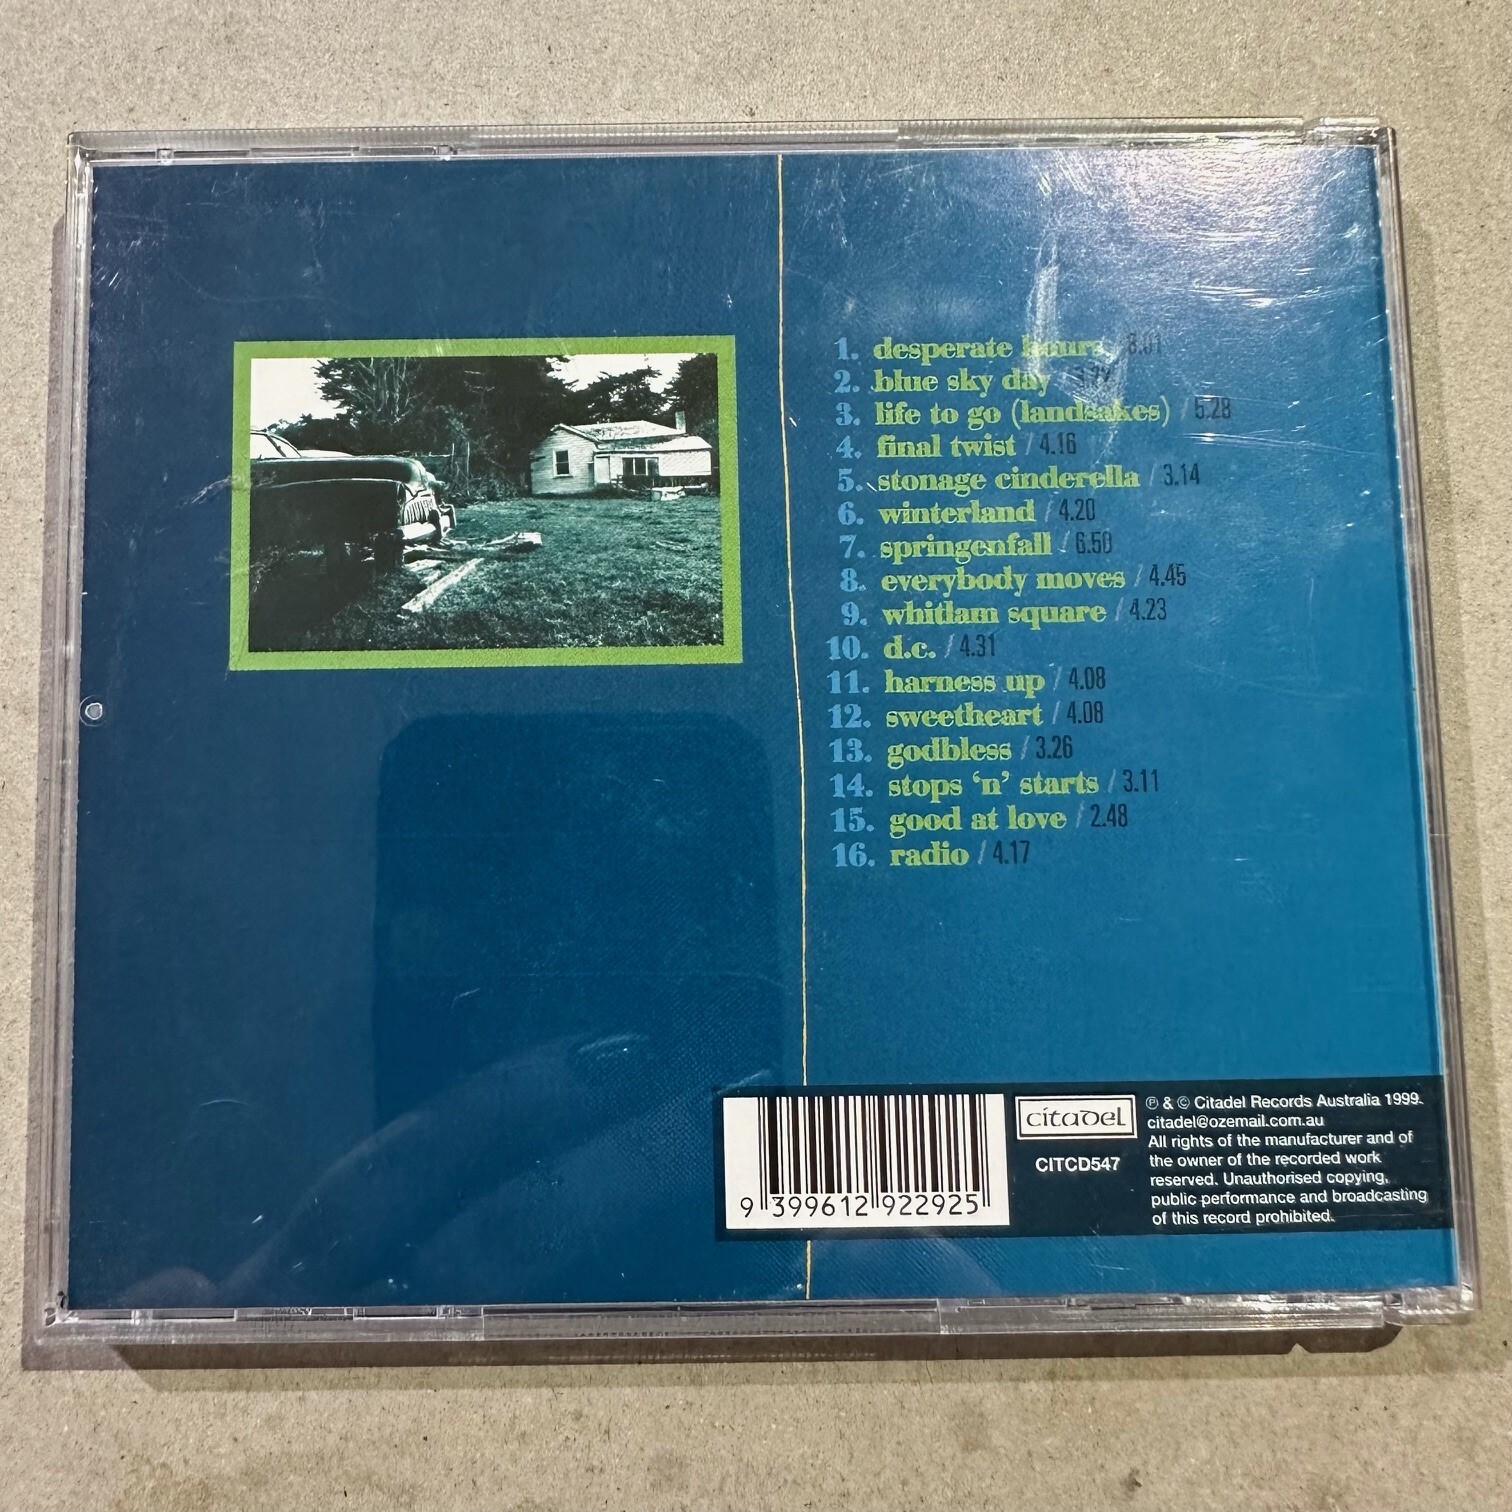 1. desperate hours /
2. blue sky day /
3. life to go (landsakes) / 5.28
4. final twist / 4.16
5. stonage cinderella / 3.14
6. winterland / 4.20
7. springenfall / 6.50
8. everybody moves / 4.45
9. whitlam square / 4.23
10. d.c. / 4.31
11. harness up / 4.08
12. sweetheart / 4.08
13. godbless / 3.26
14. stops ‘n’ starts / 3.11
15. good at love / 2.48
16. radio / 4.17
9 399612 922925
citadel
CITCD547
℗ & © Citadel Records Australia 1999.
citadel@ozemail.com.au
All rights of the manufacturer and of
the owner of the recorded work
reserved. Unauthorised copying,
public performance and broadcasting
of this record prohibited.